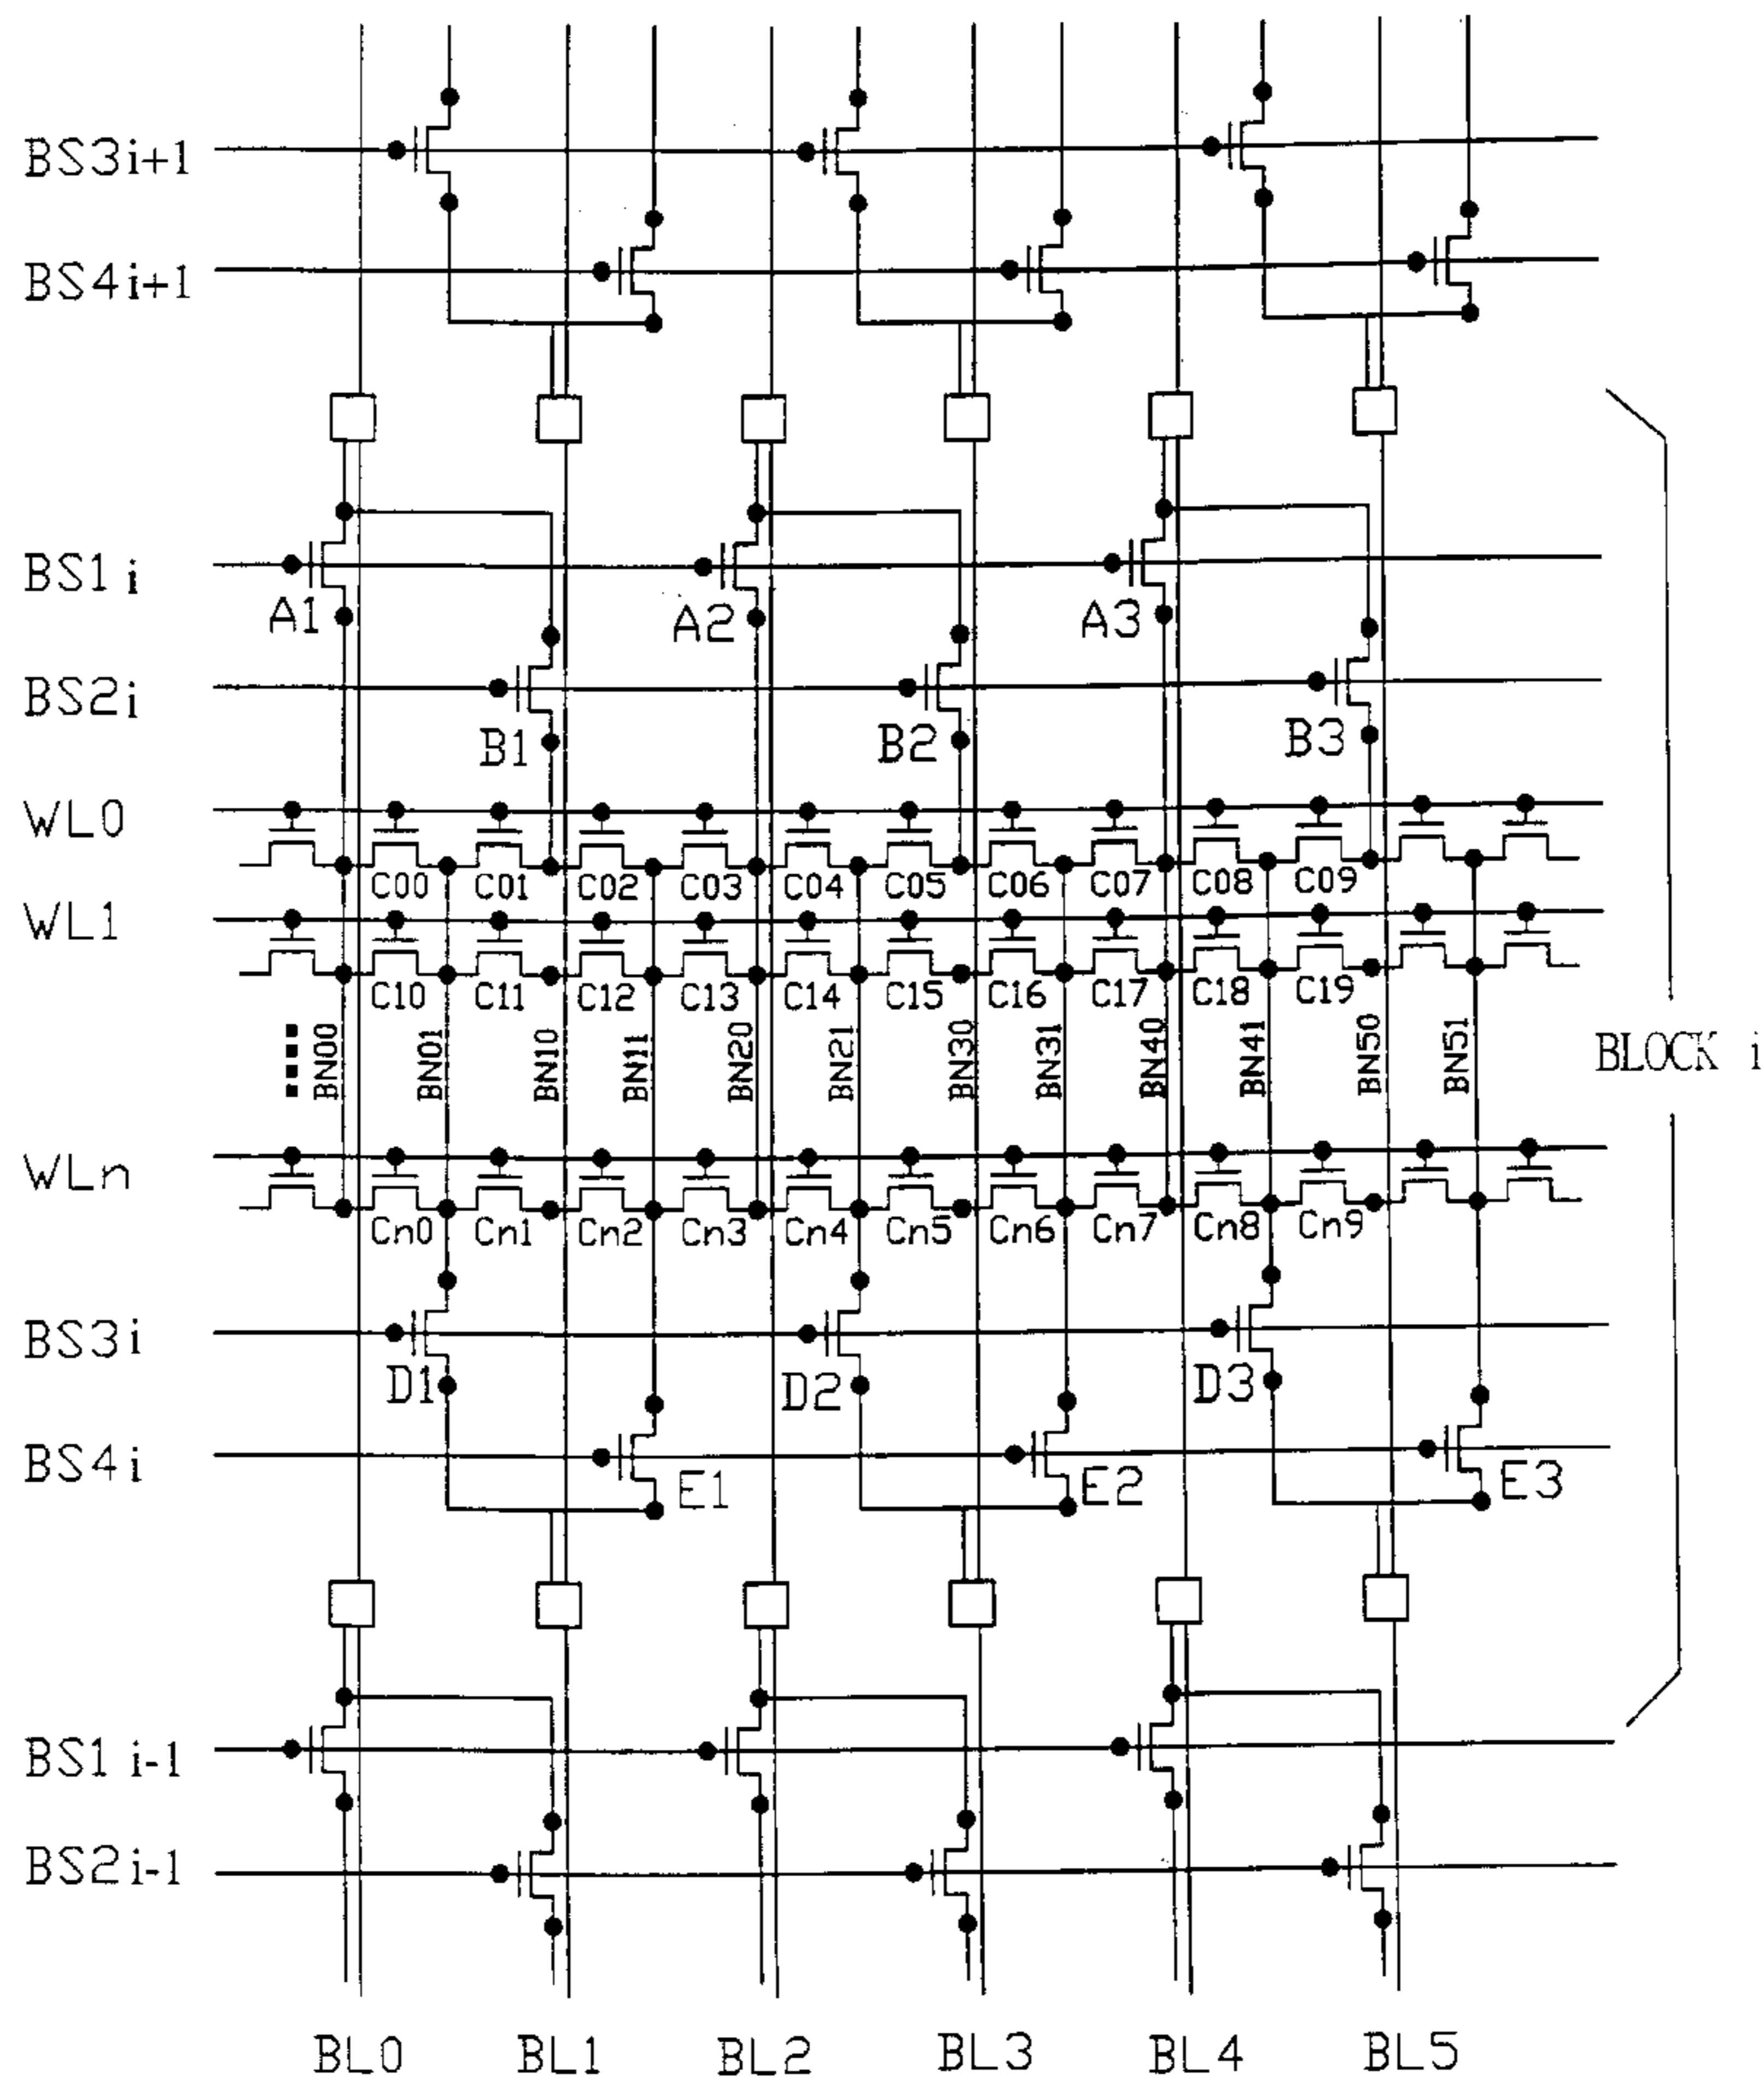 BS3i+1
BS4i+1
BS1i
A1 A2 A3
BS2i
B1 B2 B3
WL0
C00 C01 C02 C03 C04 C05 C06 C07 C08 C09
WL1
C10 C11 C12 C13 C14 C15 C16 C17 C18 C19
BN00 BN01 BN10 BN11 BN20 BN21 BN30 BN31 BN40 BN41 BN50 BN51
BLOCK i
WLn
Cn0 Cn1 Cn2 Cn3 Cn4 Cn5 Cn6 Cn7 Cn8 Cn9
BS3i
D1 D2 D3
BS4i
E1 E2 E3
BS1i-1
BS2i-1
BL0 BL1 BL2 BL3 BL4 BL5